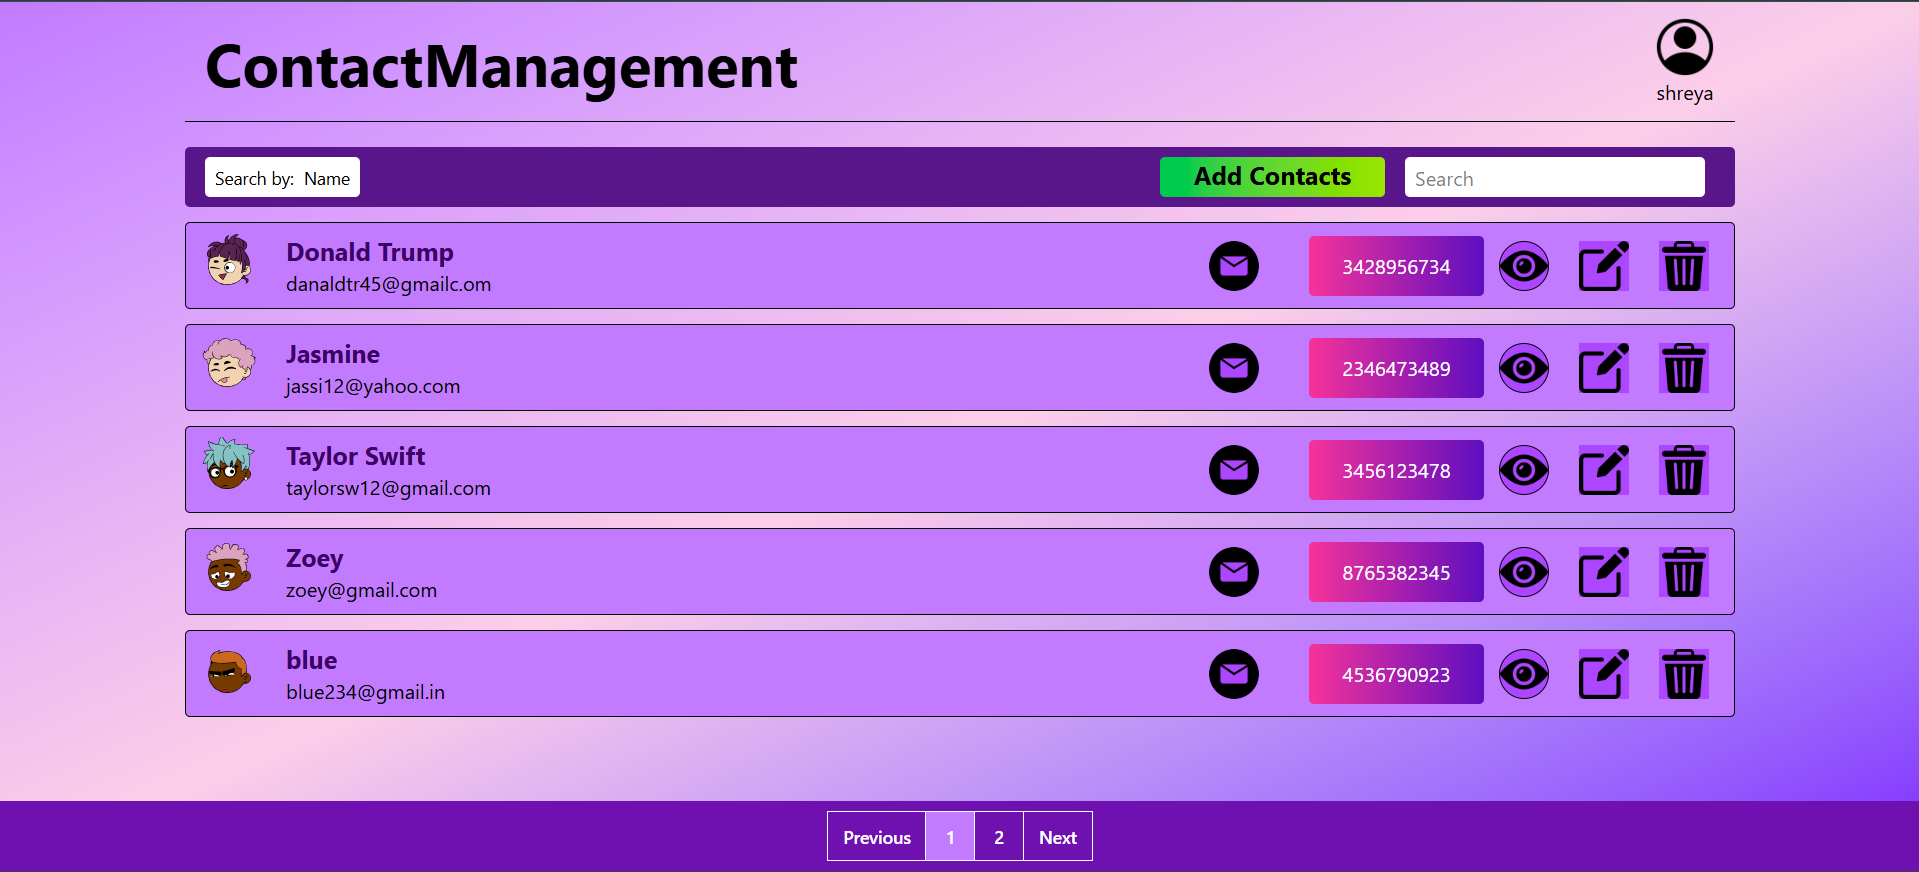 ContactManagement
shreya
Search by: Name
Add Contacts
Search
Donald Trump
danaldtr45@gmailc.om
3428956734
Jasmine
jassi12@yahoo.com
2346473489
Taylor Swift
taylorsw12@gmail.com
3456123478
Zoey
zoey@gmail.com
8765382345
blue
blue234@gmail.in
4536790923
Previous 1 2 Next